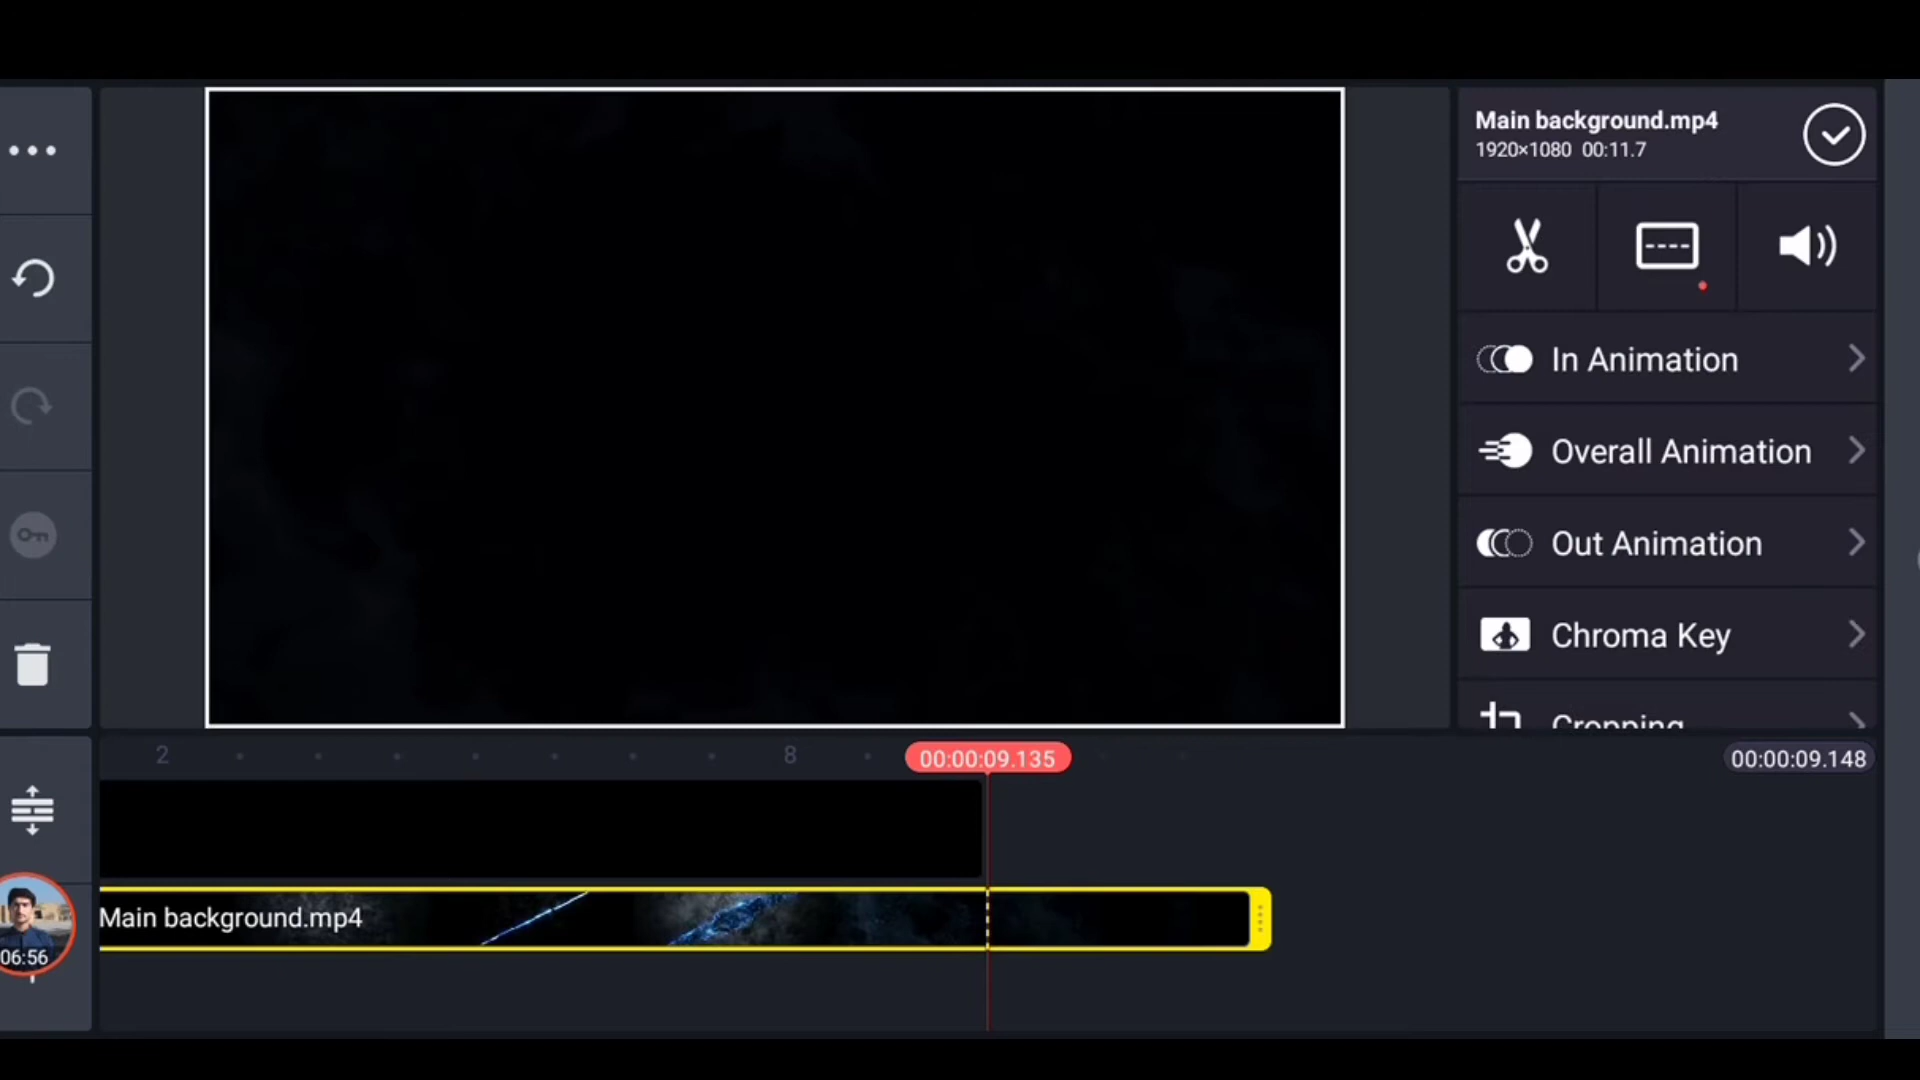 Main background.mp4
1920×1080 00:11.7
In Animation
Overall Animation
Out Animation
Chroma Key
Cropping
2
8
00:00:09.135
00:00:09.148
Main background.mp4
06:56